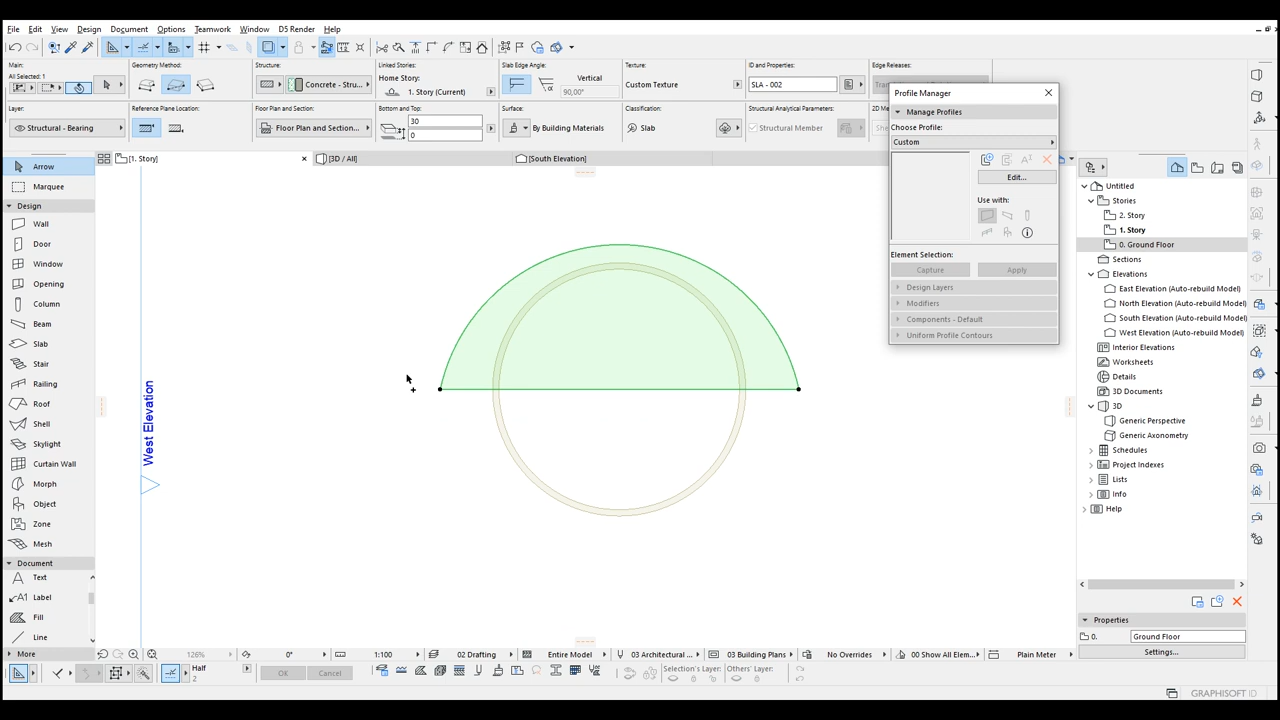 File Edit View Design Document Options Teamwork Window D5 Render Help
Main:
All Selected: 1
Geometry Method:
Structure:
Concrete - Stru...
Linked Stories:
Home Story:
1. Story (Current)
Slab Edge Angle:
Vertical
90,00°
Texture:
Custom Texture
ID and Properties:
SLA - 002
Edge Releases:
Layer:
Structural - Bearing
Reference Plane Location:
Floor Plan and Section:
Floor Plan and Section...
Bottom and Top:
30
0
Surface:
By Building Materials
Classification:
Slab
Structural Analytical Parameters:
Structural Member
[1. Story]
[3D / All]
[South Elevation]
Arrow
Marquee
Design
Wall
Door
Window
Opening
Column
Beam
Slab
Stair
Railing
Roof
Shell
Skylight
Curtain Wall
Morph
Object
Zone
Mesh
Document
Text
A1 Label
Fill
Line
More
West Elevation
Profile Manager
Manage Profiles
Choose Profile:
Custom
Edit...
Use with:
Element Selection:
Capture
Apply
Design Layers
Modifiers
Components - Default
Uniform Profile Contours
Untitled
Stories
2. Story
1. Story
0. Ground Floor
Sections
Elevations
East Elevation (Auto-rebuild Model)
North Elevation (Auto-rebuild Model)
South Elevation (Auto-rebuild Model)
West Elevation (Auto-rebuild Model)
Interior Elevations
Worksheets
Details
3D Documents
3D
Generic Perspective
Generic Axonometry
Schedules
Project Indexes
Lists
Info
Help
Properties
0.
Ground Floor
Settings...
126%
0°
1:100
02 Drafting
Entire Model
03 Architectural ...
03 Building Plans
No Overrides
00 Show All Elem...
Plain Meter
Half
2
OK
Cancel
Selection's Layer:
Others' Layer:
GRAPHISOFT ID